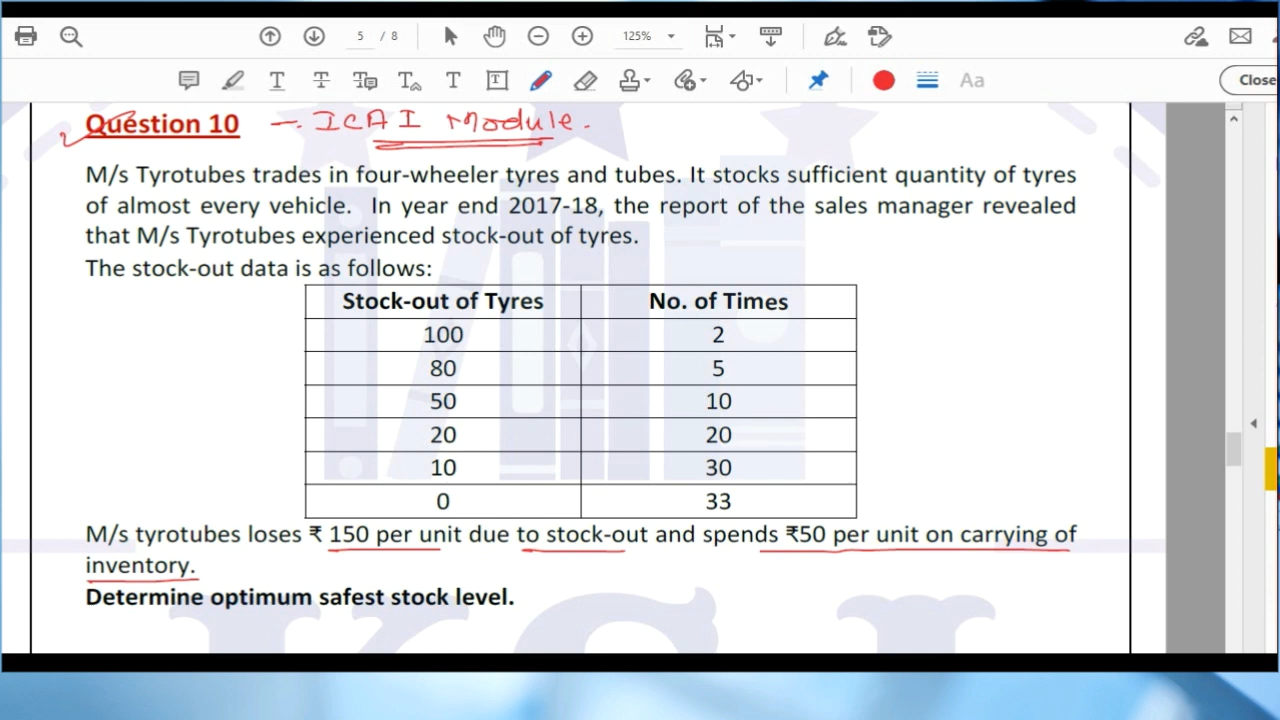 5 / 8
125%
Aa
Close
Question 10 - ICAI Module.
M/s Tyrotubes trades in four-wheeler tyres and tubes. It stocks sufficient quantity of tyres
of almost every vehicle. In year end 2017-18, the report of the sales manager revealed
that M/s Tyrotubes experienced stock-out of tyres.
The stock-out data is as follows:
Stock-out of Tyres No. of Times
100 2
80 5
50 10
20 20
10 30
0 33
M/s tyrotubes loses ₹ 150 per unit due to stock-out and spends ₹50 per unit on carrying of
inventory.
Determine optimum safest stock level.